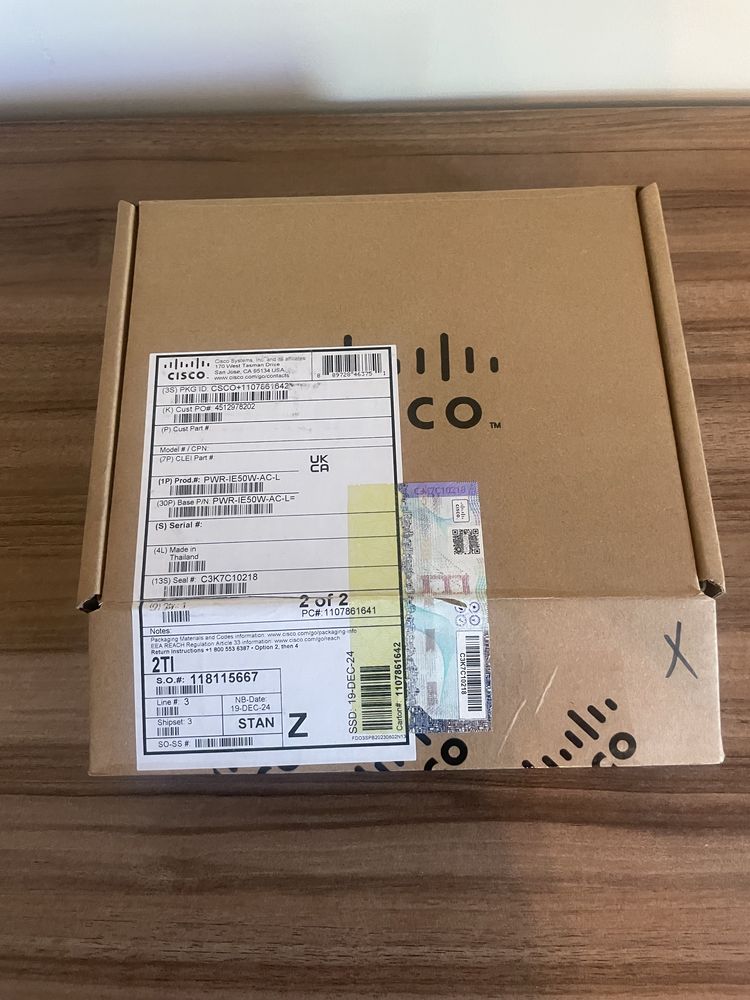 CISCO
Cisco Systems, Inc. and its affiliates
170 West Tasman Drive
San Jose, CA 95134 USA
www.cisco.com/go/contacts
(3S) PKG ID: CSCO+1107861642
(K) Cust PO#: 4512978202
(P) Cust Part #:
Model # / CPN:
(7P) CLEI Part #:
UK
CA
(1P) Prod.#: PWR-IE50W-AC-L
(30P) Base P/N: PWR-IE50W-AC-L=
(S) Serial #:
(4L) Made in
Thailand
(13S) Seal #: C3K7C10218
2 of 2
PC#: 1107861641
Notes:
Packaging Materials and Codes information: www.cisco.com/go/packaging-info
EEA REACH Regulation Article 33 information: www.cisco.com/go/reach
Return Instructions +1 800 553 6387 - Option 2, then 4
2TI
S.O.#: 118115667
Line #: 3
NB-Date:
19-DEC-24
Shipset: 3
STAN
Z
SO-SS #:
SSD: 19-DEC-24
Carton#: 1107861642
C3K7C10218
CISCO
C3K7C10218
CO™
X
CO
CO